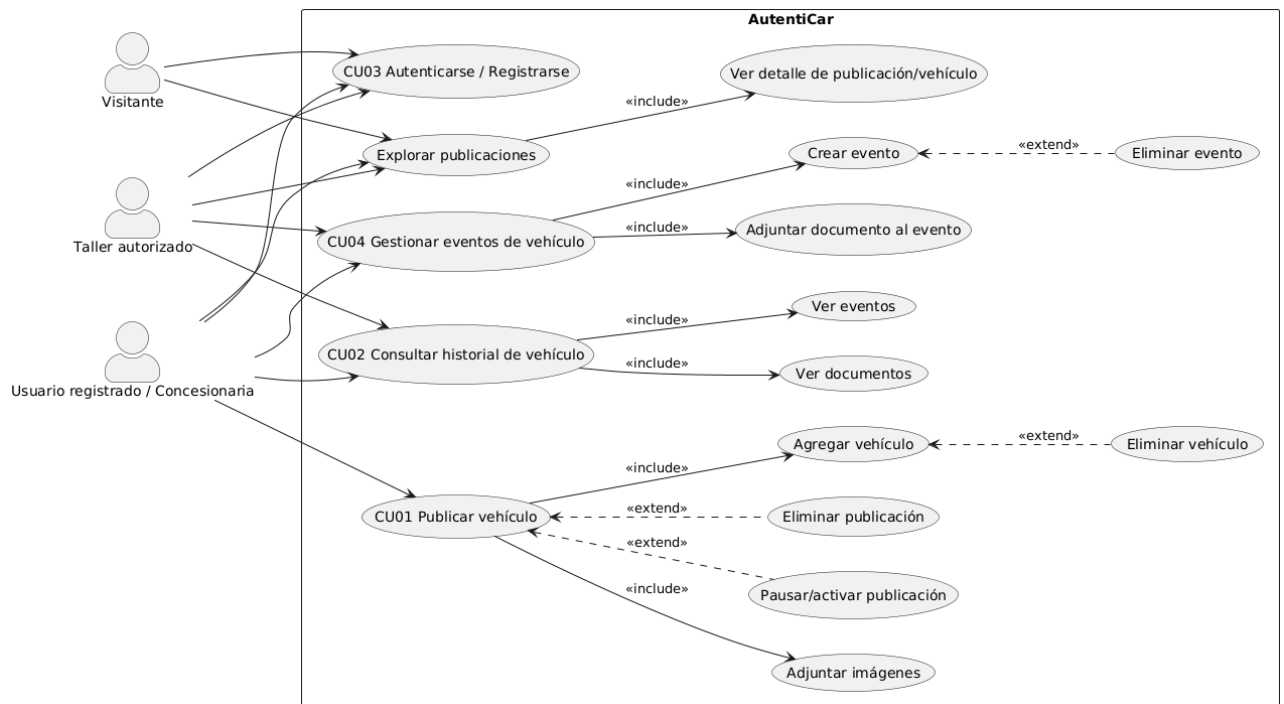 AutentiCar
Visitante
CU03 Autenticarse / Registrarse
Ver detalle de publicación/vehículo
«include»
Explorar publicaciones
Crear evento
«extend»
Eliminar evento
Taller autorizado
«include»
CU04 Gestionar eventos de vehículo
«include»
Adjuntar documento al evento
Ver eventos
«include»
Usuario registrado / Concesionaria
CU02 Consultar historial de vehículo
«include»
Ver documentos
Agregar vehículo
«extend»
Eliminar vehículo
«include»
CU01 Publicar vehículo
«extend»
Eliminar publicación
«extend»
Pausar/activar publicación
«include»
Adjuntar imágenes